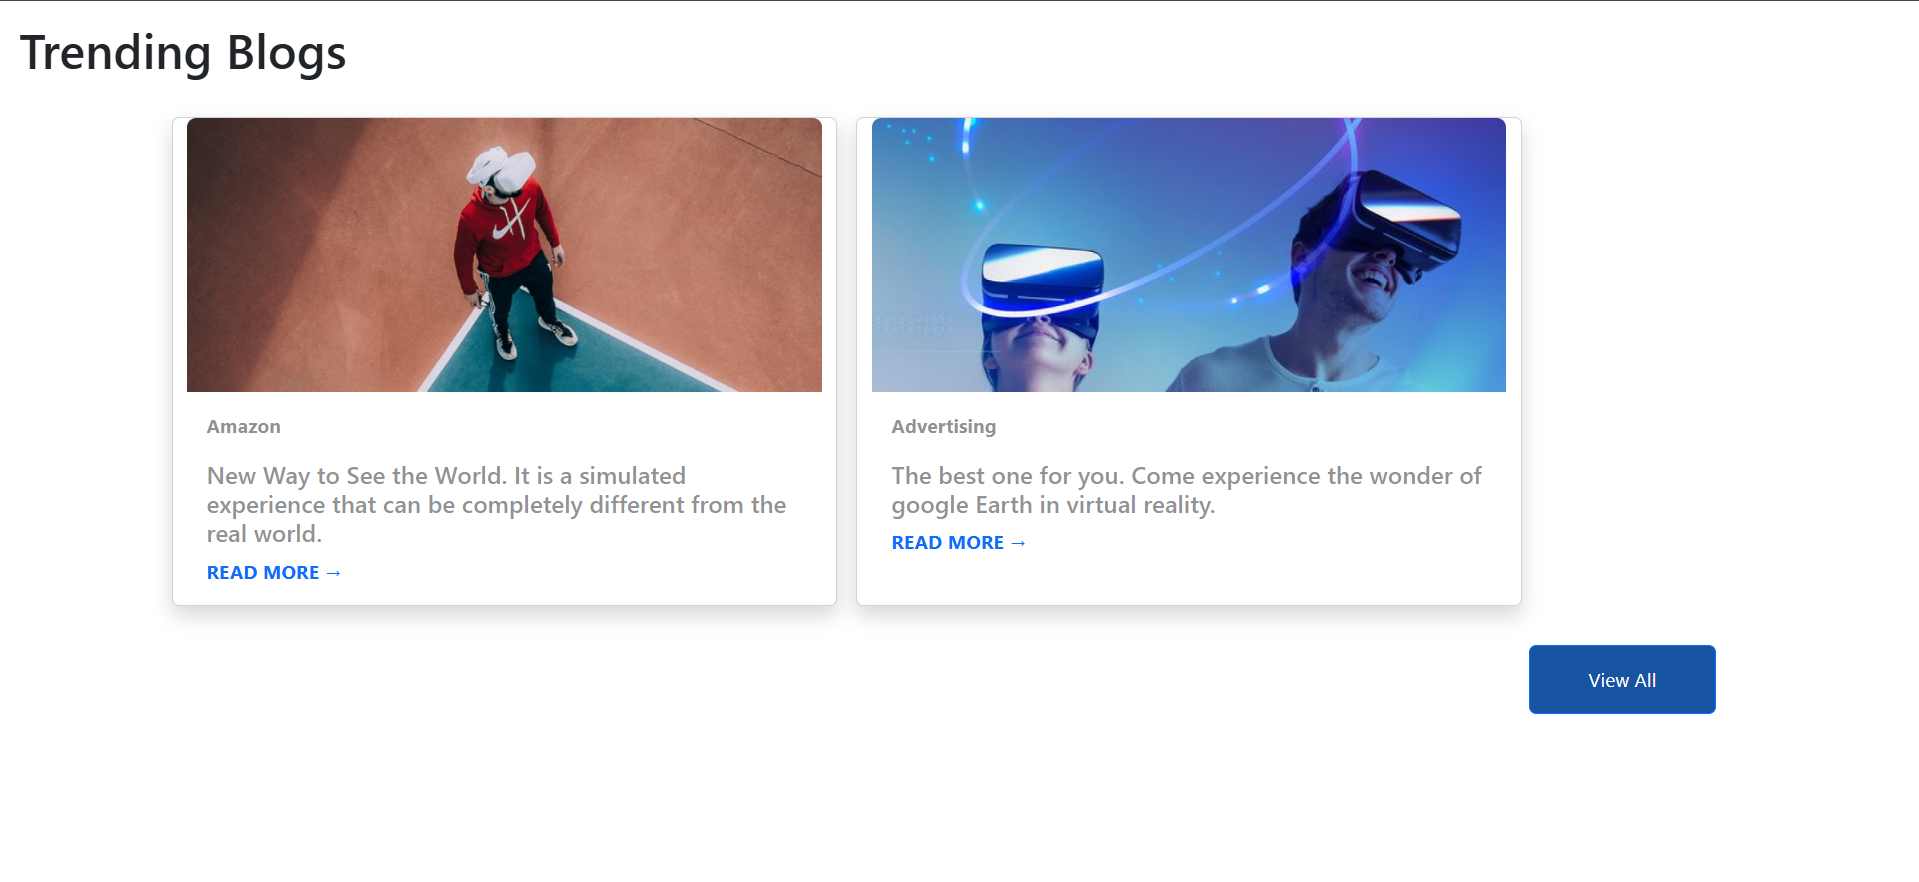 Trending Blogs
Amazon
New Way to See the World. It is a simulated
experience that can be completely different from the
real world.
READ MORE →
Advertising
The best one for you. Come experience the wonder of
google Earth in virtual reality.
READ MORE →
View All